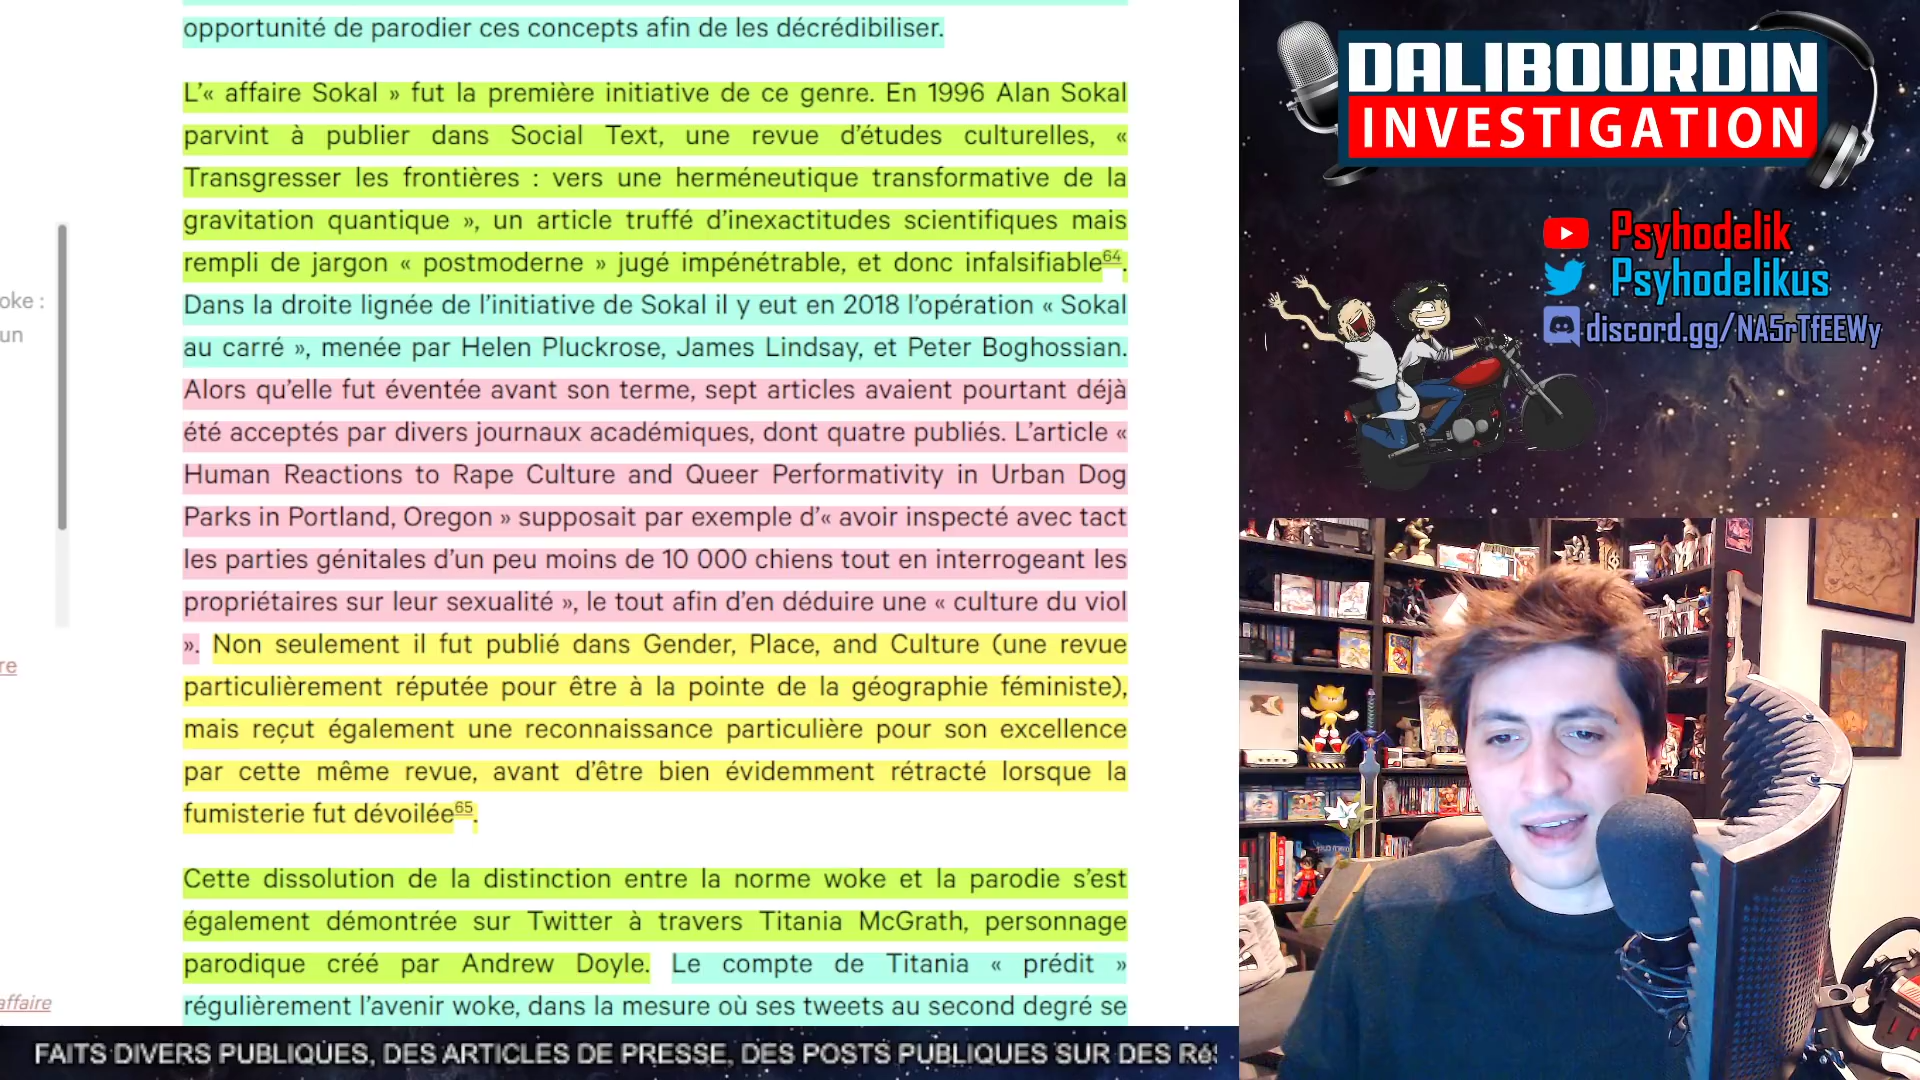 opportunité de parodier ces concepts afin de les décrédibiliser.
L’« affaire Sokal » fut la première initiative de ce genre. En 1996 Alan Sokal
parvint à publier dans Social Text, une revue d’études culturelles, «
Transgresser les frontières : vers une herméneutique transformative de la
gravitation quantique », un article truffé d’inexactitudes scientifiques mais
rempli de jargon « postmoderne » jugé impénétrable, et donc infalsifiable64.
Dans la droite lignée de l’initiative de Sokal il y eut en 2018 l’opération « Sokal
au carré », menée par Helen Pluckrose, James Lindsay, et Peter Boghossian.
Alors qu’elle fut éventée avant son terme, sept articles avaient pourtant déjà
été acceptés par divers journaux académiques, dont quatre publiés. L’article «
Human Reactions to Rape Culture and Queer Performativity in Urban Dog
Parks in Portland, Oregon » supposait par exemple d’« avoir inspecté avec tact
les parties génitales d’un peu moins de 10 000 chiens tout en interrogeant les
propriétaires sur leur sexualité », le tout afin d’en déduire une « culture du viol
». Non seulement il fut publié dans Gender, Place, and Culture (une revue
particulièrement réputée pour être à la pointe de la géographie féministe),
mais reçut également une reconnaissance particulière pour son excellence
par cette même revue, avant d’être bien évidemment rétracté lorsque la
fumisterie fut dévoilée65.
Cette dissolution de la distinction entre la norme woke et la parodie s’est
également démontrée sur Twitter à travers Titania McGrath, personnage
parodique créé par Andrew Doyle. Le compte de Titania « prédit »
régulièrement l’avenir woke, dans la mesure où ses tweets au second degré se
oke :
un
re
affaire
FAITS DIVERS PUBLIQUES, DES ARTICLES DE PRESSE, DES POSTS PUBLIQUES SUR DES Rés
DALIBOURDIN
INVESTIGATION
Psyhodelik
Psyhodelikus
discord.gg/NA5rTfEEWy